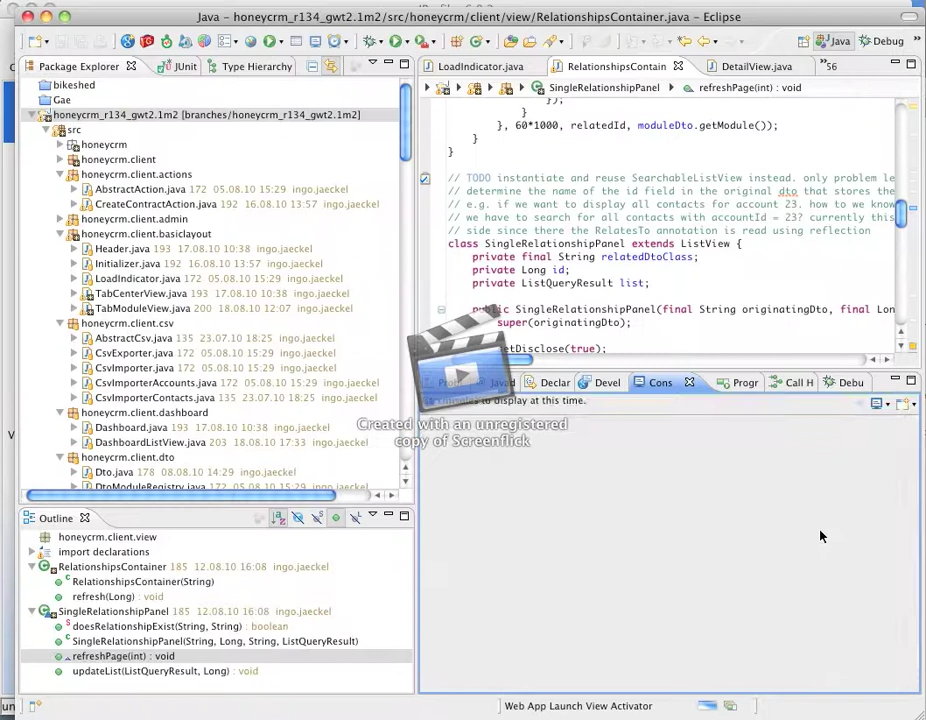 Java – honeycrm_r134_gwt2.1m2/src/honeycrm/client/view/RelationshipsContainer.java – Eclipse
Java
Debug
Package Explorer
JUnit
Type Hierarchy
bikeshed
Gae
honeycrm_r134_gwt2.1m2 [branches/honeycrm_r134_gwt2.1m2]
src
honeycrm
honeycrm.client
honeycrm.client.actions
AbstractAction.java 172 05.08.10 15:29 ingo.jaeckel
CreateContractAction.java 192 16.08.10 13:57 ingo.jaeckel
honeycrm.client.admin
honeycrm.client.basiclayout
Header.java 193 17.08.10 10:38 ingo.jaeckel
Initializer.java 193 17.08.10 10:38 ingo.jaeckel
LoadIndicator.java 172 05.08.10 15:29 ingo.jaeckel
TabCenterView.java 193 17.08.10 10:38 ingo.jaeckel
TabModuleView.java 200 18.08.10 12:07 ingo.jaeckel
honeycrm.client.csv
AbstractCsv.java 135 23.07.10 18:25 ingo.jaeckel
CsvExporter.java 172 05.08.10 15:29 ingo.jaeckel
CsvImporter.java 172 05.08.10 15:29 ingo.jaeckel
CsvImporterAccounts.java 135 23.07.10 18:25 ingo.jaeckel
CsvImporterContacts.java 135 23.07.10 18:25 ingo.jaeckel
honeycrm.client.dashboard
Dashboard.java 193 17.08.10 10:38 ingo.jaeckel
DashboardListView.java 203 18.08.10 17:33 ingo.jaeckel
honeycrm.client.dto
Dto.java 178 08.08.10 14:29 ingo.jaeckel
DtoModuleRegistry.java
LoadIndicator.java
RelationshipsContain
DetailView.java
56
SingleRelationshipPanel
refreshPage(int) : void
});
}
}, 60*1000, relatedId, moduleDto.getModule());
}
}
// TODO instantiate and reuse SearchableListView instead. only problem le
// determine the name of the id field in the original dto that stores the
// e.g. if we want to display all contacts for account 23. how to we know
// we have to search for all contacts with accountId = 23? currently this
// side since there the RelatesTo annotation is read using reflection
class SingleRelationshipPanel extends ListView {
private final String relatedDtoClass;
private Long id;
private ListQueryResult list;
public SingleRelationshipPanel(final String originatingDto, final Lon
super(originatingDto);
setDisclose(true);
Declar
Devel
Cons
Progr
Call H
Debu
to display at this time.
Created with an unregistered
copy of Screenflick
Outline
honeycrm.client.view
import declarations
RelationshipsContainer 185 12.08.10 16:08 ingo.jaeckel
RelationshipsContainer(String)
refresh(Long) : void
SingleRelationshipPanel 185 12.08.10 16:08 ingo.jaeckel
doesRelationshipExist(String, String) : boolean
SingleRelationshipPanel(String, Long, String, ListQueryResult)
refreshPage(int) : void
updateList(ListQueryResult, Long) : void
Web App Launch View Activator